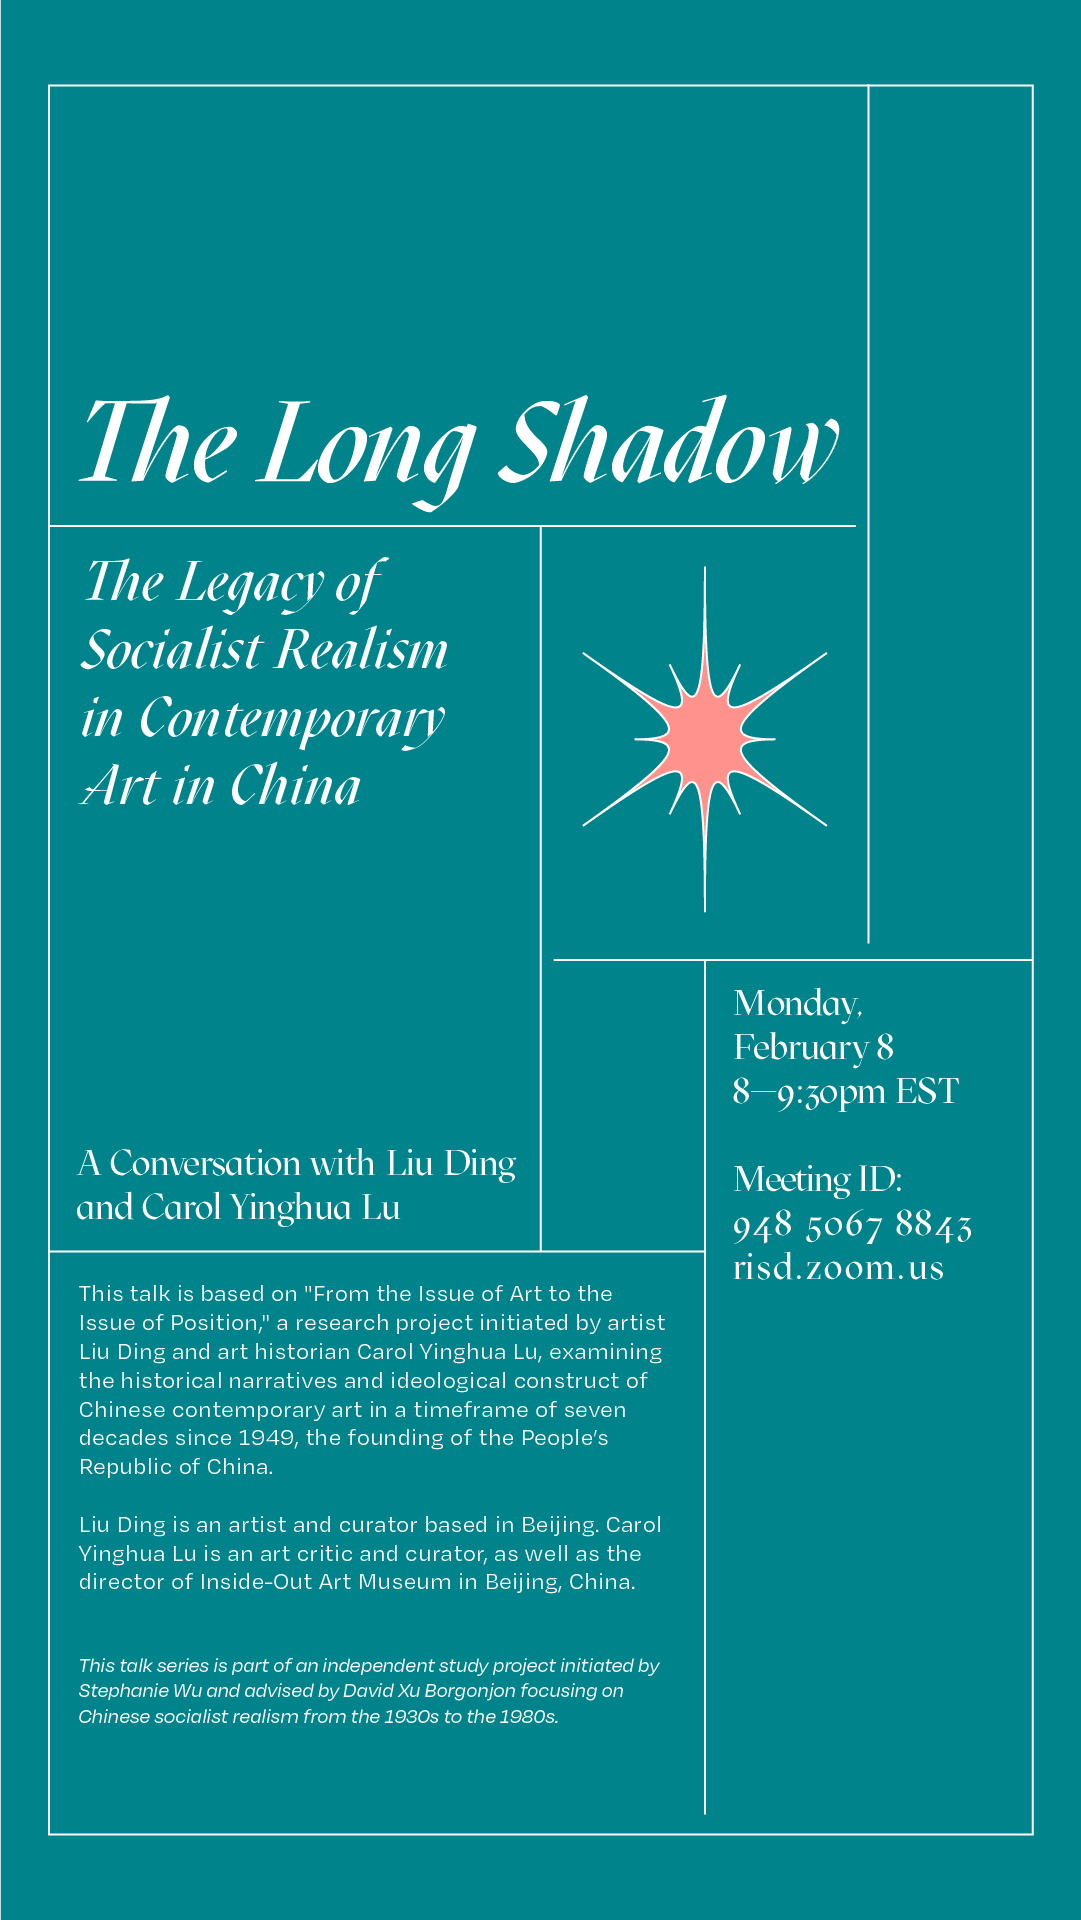 The Long Shadow
The Legacy of
Socialist Realism
in Contemporary
Art in China
A Conversation with Liu Ding
and Carol Yinghua Lu
Monday,
February 8
8—9:30pm EST
Meeting ID:
948 5067 8843
risd.zoom.us
This talk is based on "From the Issue of Art to the
Issue of Position," a research project initiated by artist
Liu Ding and art historian Carol Yinghua Lu, examining
the historical narratives and ideological construct of
Chinese contemporary art in a timeframe of seven
decades since 1949, the founding of the People’s
Republic of China.
Liu Ding is an artist and curator based in Beijing. Carol
Yinghua Lu is an art critic and curator, as well as the
director of Inside-Out Art Museum in Beijing, China.
This talk series is part of an independent study project initiated by
Stephanie Wu and advised by David Xu Borgonjon focusing on
Chinese socialist realism from the 1930s to the 1980s.